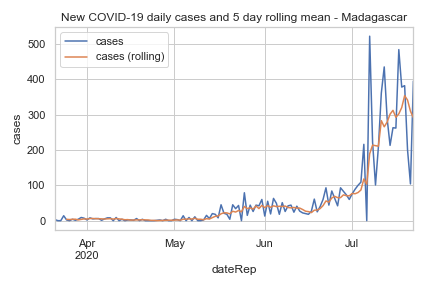 New COVID-19 daily cases and 5 day rolling mean - Madagascar
cases
cases (rolling)
500
400
300
200
100
0
cases
Apr
2020
May
Jun
Jul
dateRep